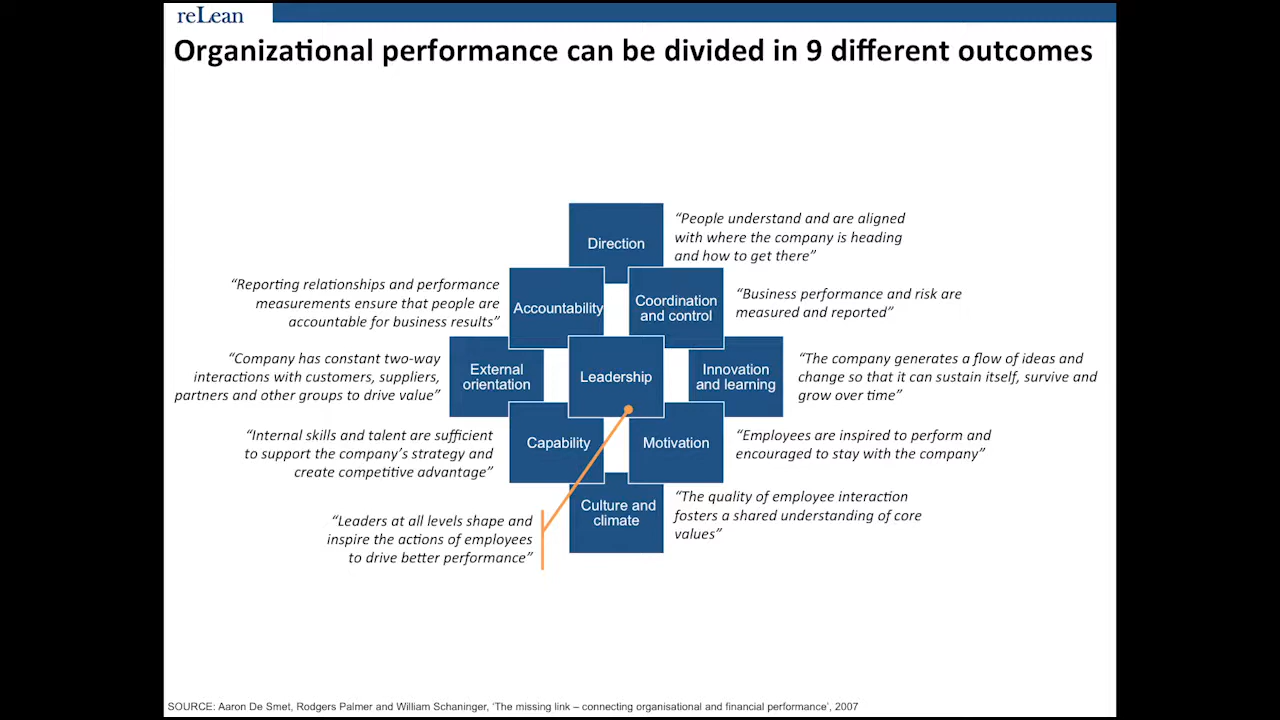 reLean
Organizational performance can be divided in 9 different outcomes
Direction
“People understand and are aligned
with where the company is heading
and how to get there”
“Reporting relationships and performance
measurements ensure that people are
accountable for business results”
Accountability
Coordination
and control
“Business performance and risk are
measured and reported”
“Company has constant two-way
interactions with customers, suppliers,
partners and other groups to drive value”
External
orientation
Leadership
Innovation
and learning
“The company generates a flow of ideas and
change so that it can sustain itself, survive and
grow over time”
“Internal skills and talent are sufficient
to support the company’s strategy and
create competitive advantage”
Capability
Motivation
“Employees are inspired to perform and
encouraged to stay with the company”
“Leaders at all levels shape and
inspire the actions of employees
to drive better performance”
Culture and
climate
“The quality of employee interaction
fosters a shared understanding of core
values”
SOURCE: Aaron De Smet, Rodgers Palmer and William Schaninger, ‘The missing link – connecting organisational and financial performance’, 2007